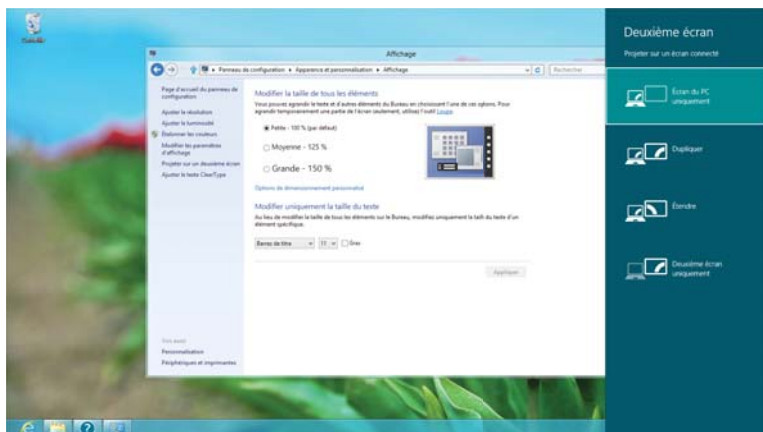 Affichage
Panneau de configuration
Apparence et personnalisation
Affichage
Rechercher
Page d'accueil du panneau de
configuration
Ajuster la résolution
Ajuster la luminosité
Étalonner les couleurs
Modifier les paramètres
d'affichage
Projeter sur un deuxième écran
Ajuster le texte ClearType
Voir aussi
Personnalisation
Périphériques et imprimantes
Modifier la taille de tous les éléments
Vous pouvez agrandir le texte et d'autres éléments du Bureau en choisissant l'une de ces options. Pour
agrandir temporairement une partie de l'écran seulement, utilisez l'outil Loupe.
Petite - 100 % (par défaut)
Moyenne - 125 %
Grande - 150 %
Options de dimensionnement personnalisé
Modifier uniquement la taille du texte
Au lieu de modifier la taille de tous les éléments sur le Bureau, modifiez uniquement la taille du texte d'un
élément spécifique.
Barres de titre
11
Gras
Appliquer
Deuxième écran
Projeter sur un écran connecté
Écran du PC
uniquement
Dupliquer
Étendre
Deuxième écran
uniquement